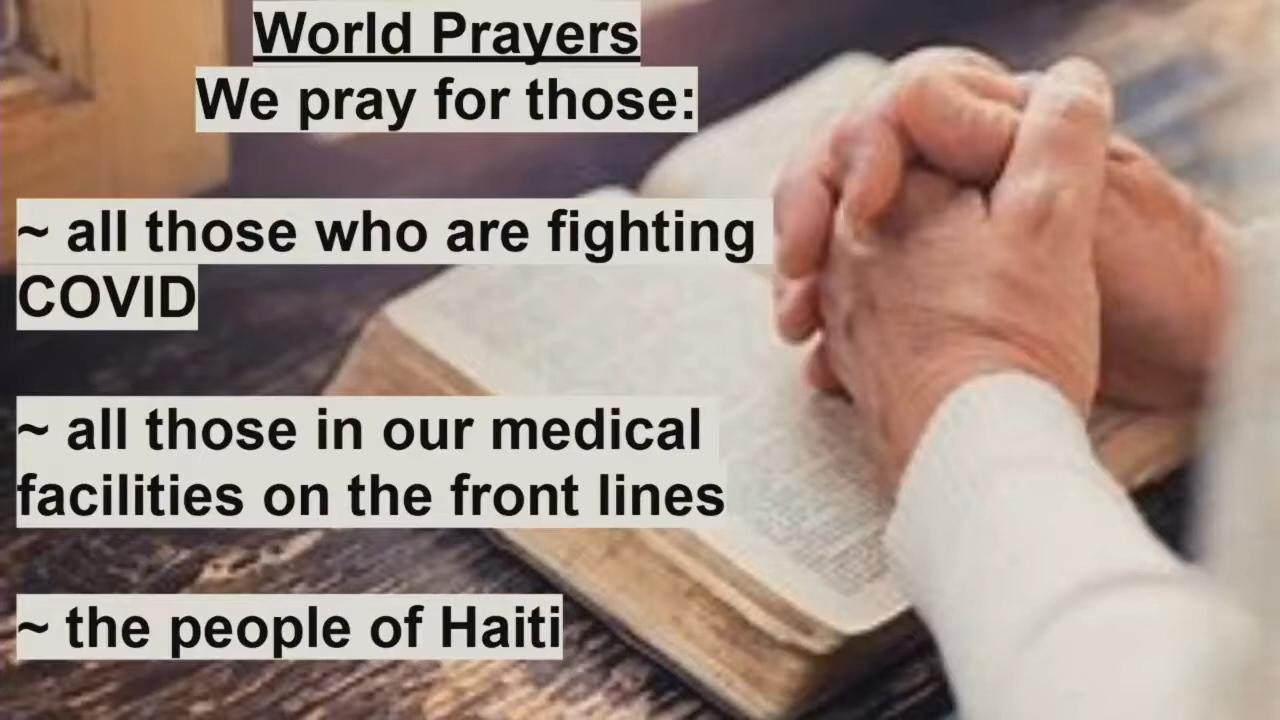 World Prayers
We pray for those:
~ all those who are fighting
COVID
~ all those in our medical
facilities on the front lines
~ the people of Haiti